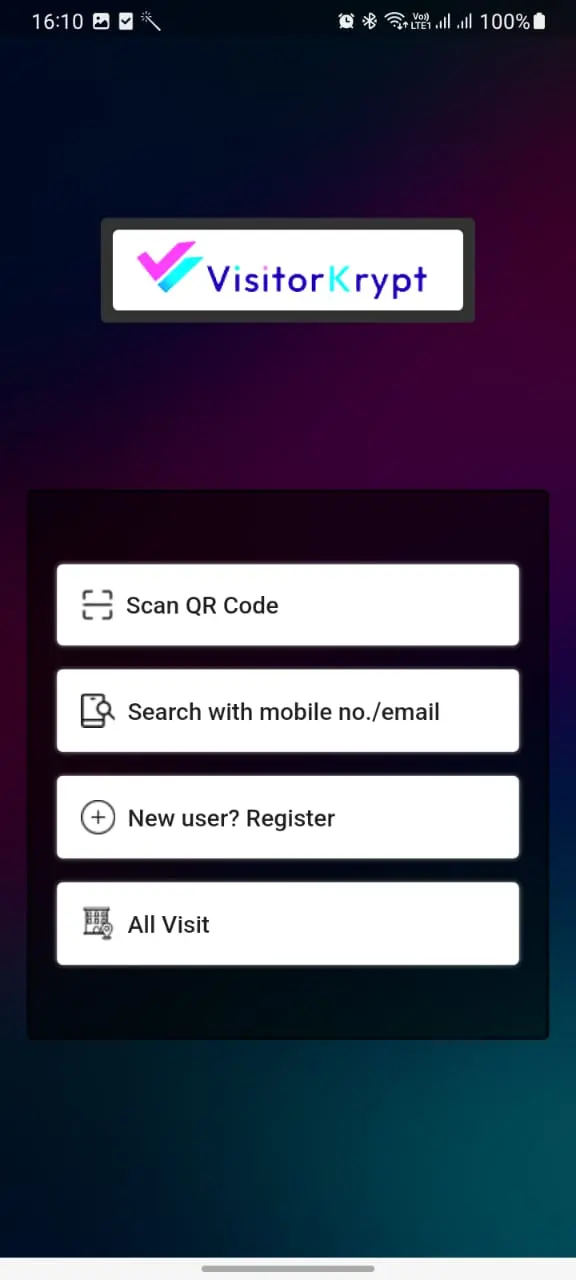 16:10
Vo)) LTE1 100%
VisitorKrypt
Scan QR Code
Search with mobile no./email
New user? Register
All Visit